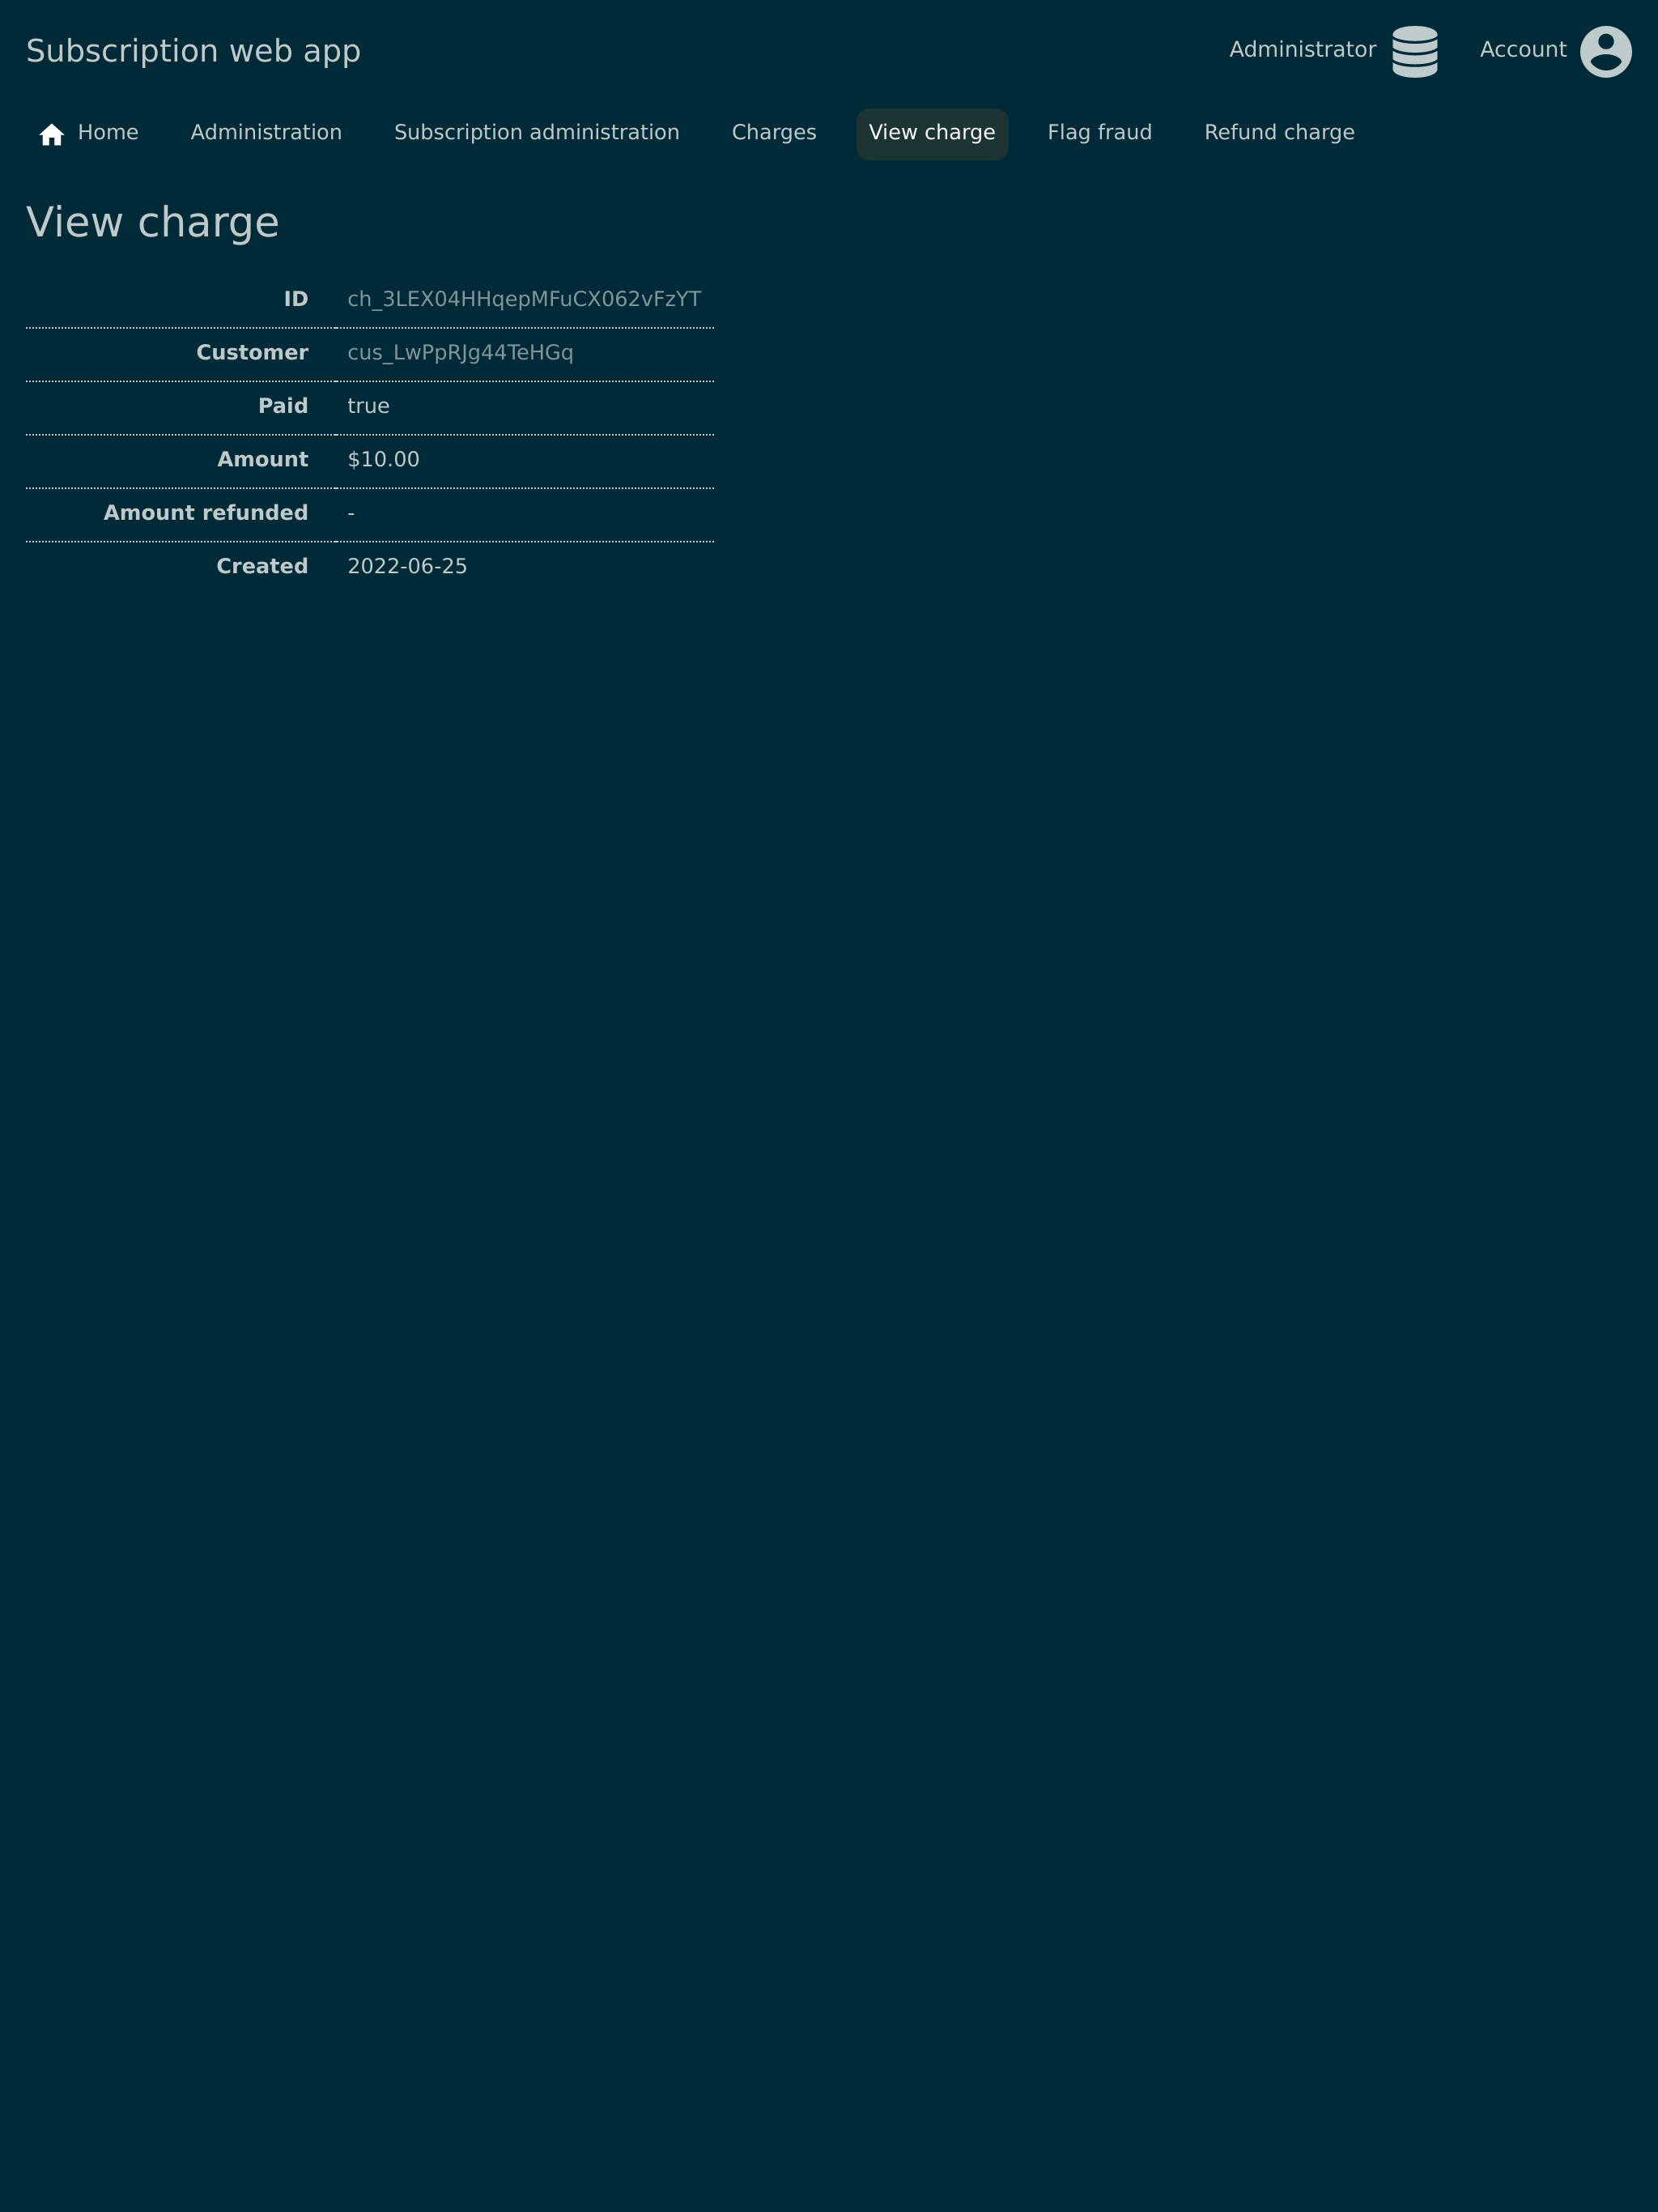 Subscription web app
Administrator Account
Home Administration Subscription administration Charges View charge Flag fraud Refund charge
View charge
ID ch_3LEX04HHqepMFuCX062vFzYT
Customer cus_LwPpRJg44TeHGq
Paid true
Amount $10.00
Amount refunded -
Created 2022-06-25